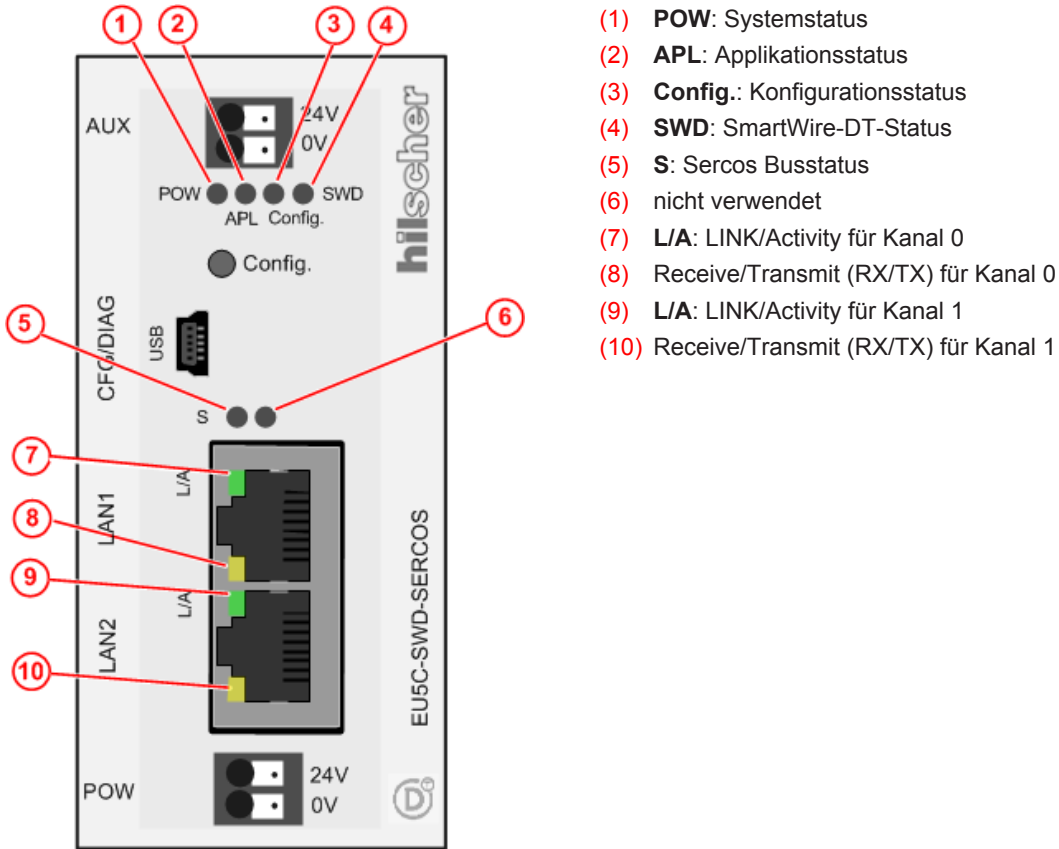 1 2 3 4
AUX
24V
0V
POW
SWD
APL Config.
hilscher
Config.
5
6
CFG/DIAG
USB
S
7
L/A
LAN1
8
9
L/A
LAN2
10
EU5C-SWD-SERCOS
POW
24V
0V
D
(1) POW: Systemstatus
(2) APL: Applikationsstatus
(3) Config.: Konfigurationsstatus
(4) SWD: SmartWire-DT-Status
(5) S: Sercos Busstatus
(6) nicht verwendet
(7) L/A: LINK/Activity für Kanal 0
(8) Receive/Transmit (RX/TX) für Kanal 0
(9) L/A: LINK/Activity für Kanal 1
(10) Receive/Transmit (RX/TX) für Kanal 1